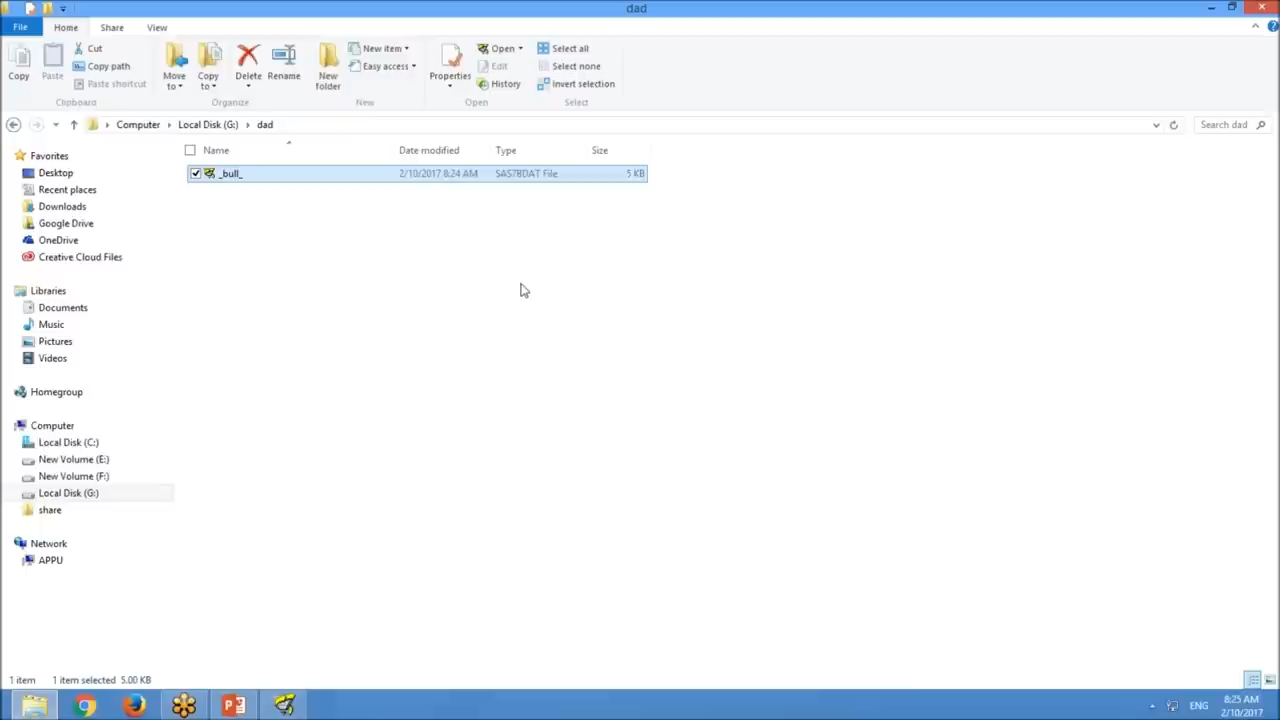 dad
File Home Share View
Copy Paste Cut Copy path Paste shortcut Move to Copy to Delete Rename New folder New item Easy access Properties Open Edit History Select all Select none Invert selection
Clipboard Organize New Open Select
Computer Local Disk (G:) dad Search dad
Name Date modified Type Size
_bull_ 2/10/2017 8:24 AM SAS7BDAT File 5 KB
Favorites
Desktop
Recent places
Downloads
Google Drive
OneDrive
Creative Cloud Files
Libraries
Documents
Music
Pictures
Videos
Homegroup
Computer
Local Disk (C:)
New Volume (E:)
New Volume (F:)
Local Disk (G:)
share
Network
APPU
1 item 1 item selected 5.00 KB
ENG 8:25 AM
2/10/2017